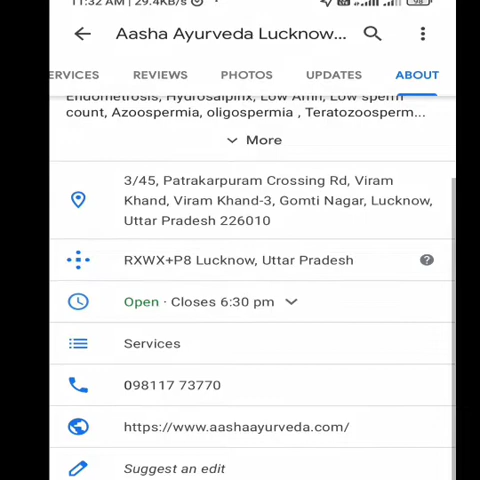 11:32 AM | 29.4KB/s
Aasha Ayurveda Lucknow...
ERVICES REVIEWS PHOTOS UPDATES ABOUT
Endometrosis, Hydrosalpinx, Low Amh, Low sperm
count, Azoospermia, oligospermia , Teratozoosperm...
More
3/45, Patrakarpuram Crossing Rd, Viram
Khand, Viram Khand-3, Gomti Nagar, Lucknow,
Uttar Pradesh 226010
RXWX+P8 Lucknow, Uttar Pradesh
Open · Closes 6:30 pm
Services
098117 73770
https://www.aashaayurveda.com/
Suggest an edit